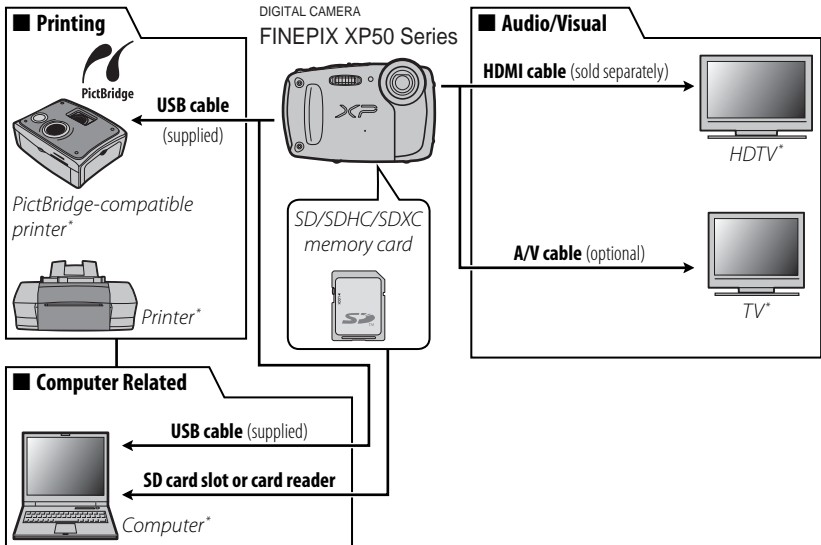 DIGITAL CAMERA
FINEPIX XP50 Series
■ Printing
PictBridge
USB cable
(supplied)
PictBridge-compatible
printer*
Printer*
XP
SD/SDHC/SDXC
memory card
SD
■ Audio/Visual
HDMI cable (sold separately)
HDTV*
A/V cable (optional)
TV*
■ Computer Related
USB cable (supplied)
SD card slot or card reader
Computer*